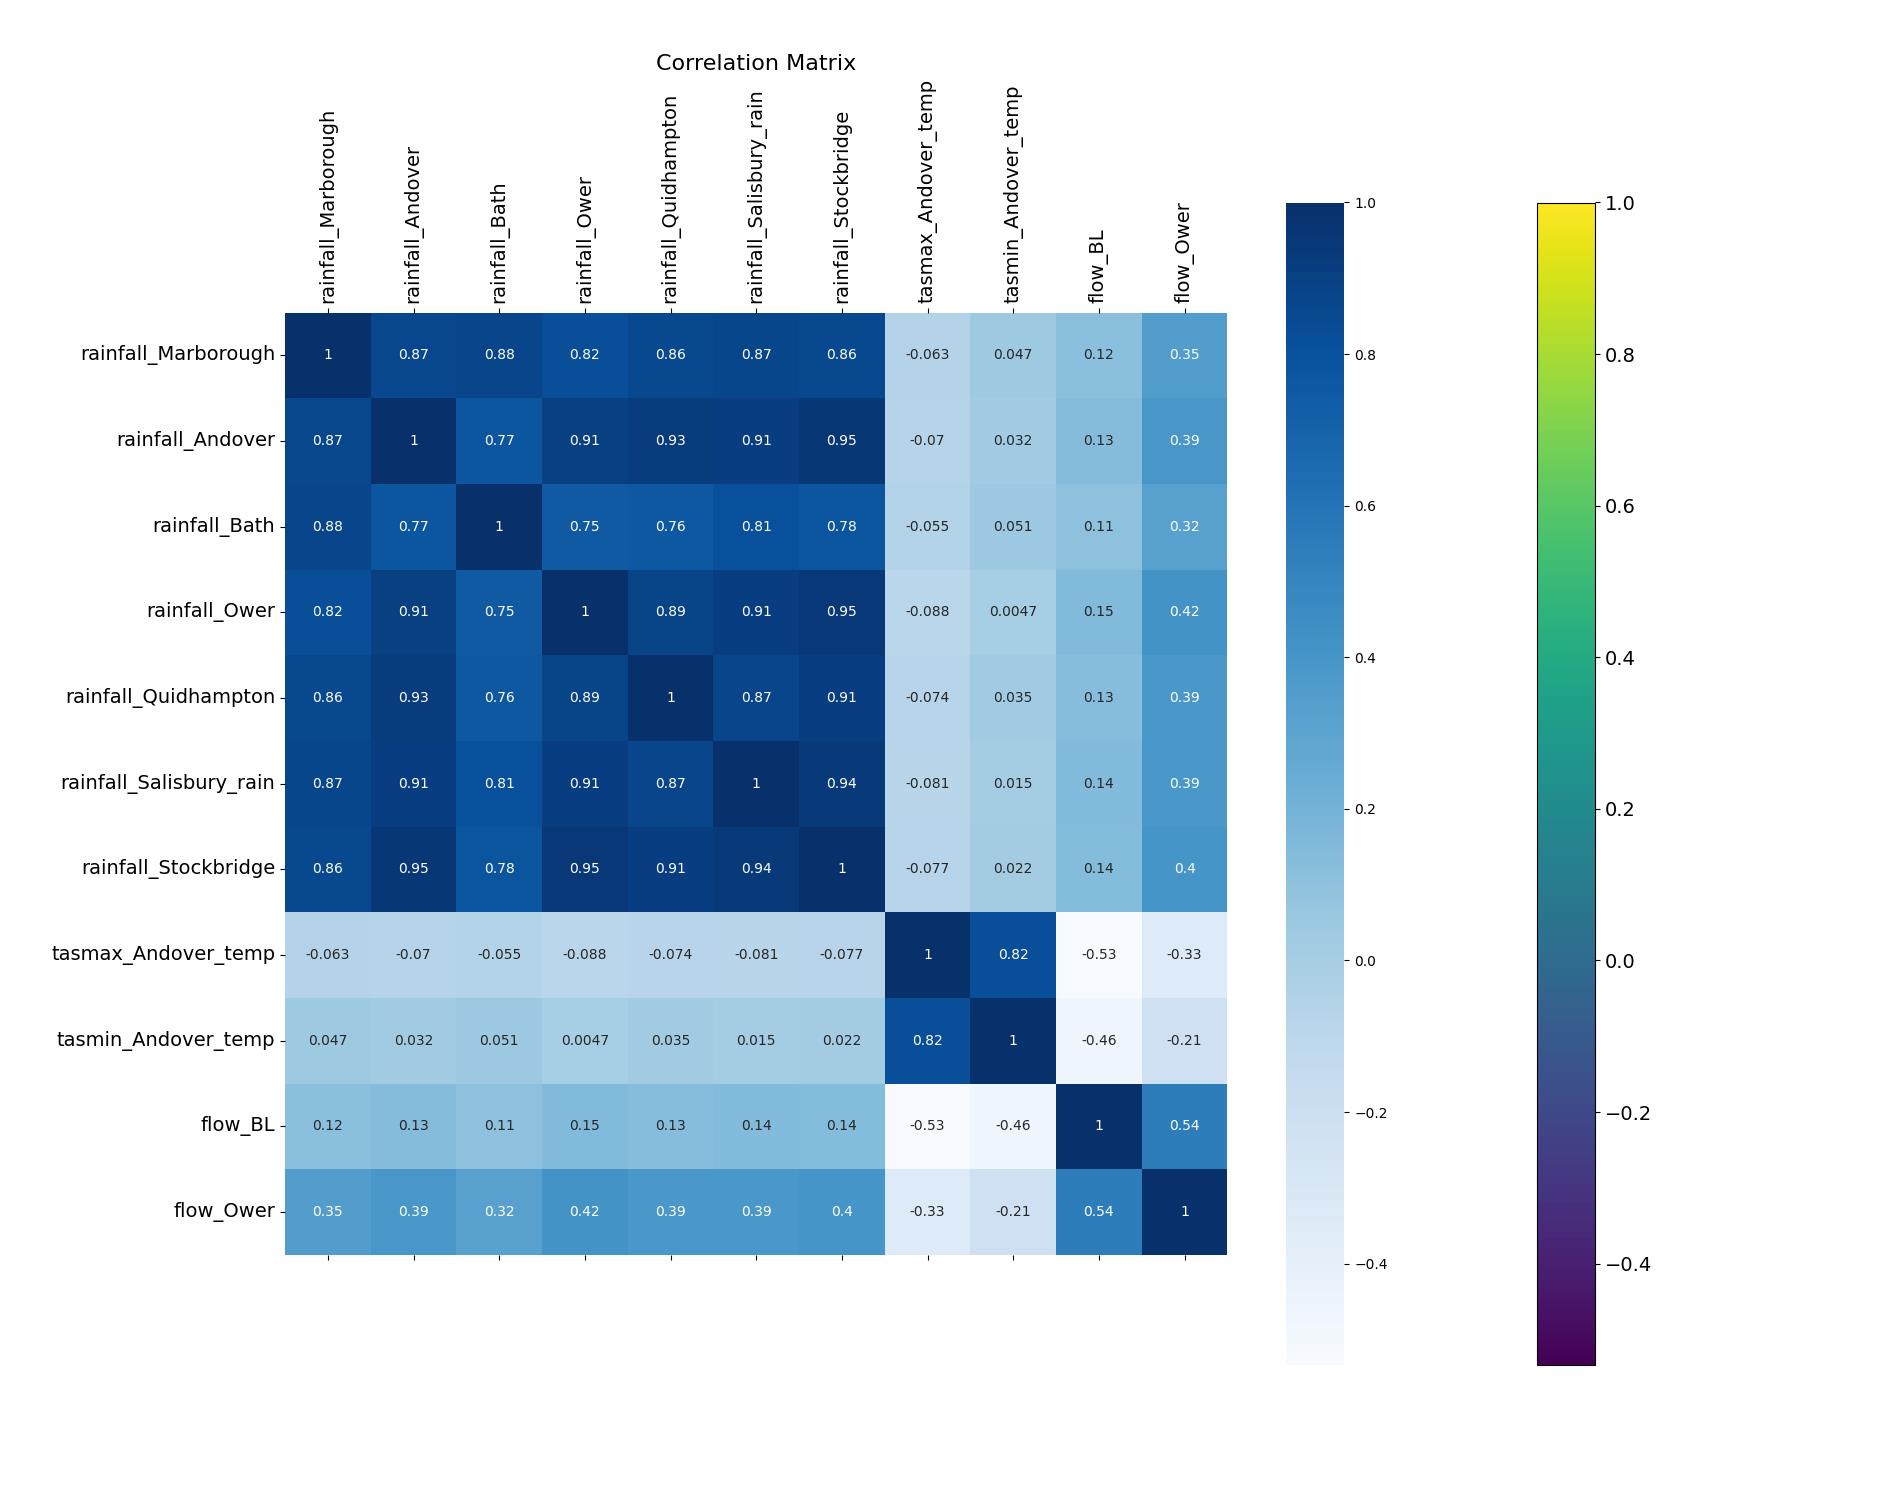 Correlation Matrix
rainfall_Marborough
rainfall_Andover
rainfall_Bath
rainfall_Ower
rainfall_Quidhampton
rainfall_Salisbury_rain
rainfall_Stockbridge
tasmax_Andover_temp
tasmin_Andover_temp
flow_BL
flow_Ower
rainfall_Marborough 1 0.87 0.88 0.82 0.86 0.87 0.86 -0.063 0.047 0.12 0.35
rainfall_Andover 0.87 1 0.77 0.91 0.93 0.91 0.95 -0.07 0.032 0.13 0.39
rainfall_Bath 0.88 0.77 1 0.75 0.76 0.81 0.78 -0.055 0.051 0.11 0.32
rainfall_Ower 0.82 0.91 0.75 1 0.89 0.91 0.95 -0.088 0.0047 0.15 0.42
rainfall_Quidhampton 0.86 0.93 0.76 0.89 1 0.87 0.91 -0.074 0.035 0.13 0.39
rainfall_Salisbury_rain 0.87 0.91 0.81 0.91 0.87 1 0.94 -0.081 0.015 0.14 0.39
rainfall_Stockbridge 0.86 0.95 0.78 0.95 0.91 0.94 1 -0.077 0.022 0.14 0.4
tasmax_Andover_temp -0.063 -0.07 -0.055 -0.088 -0.074 -0.081 -0.077 1 0.82 -0.53 -0.33
tasmin_Andover_temp 0.047 0.032 0.051 0.0047 0.035 0.015 0.022 0.82 1 -0.46 -0.21
flow_BL 0.12 0.13 0.11 0.15 0.13 0.14 0.14 -0.53 -0.46 1 0.54
flow_Ower 0.35 0.39 0.32 0.42 0.39 0.39 0.4 -0.33 -0.21 0.54 1
1.0
0.8
0.6
0.4
0.2
0.0
−0.2
−0.4
1.0
0.8
0.6
0.4
0.2
0.0
−0.2
−0.4